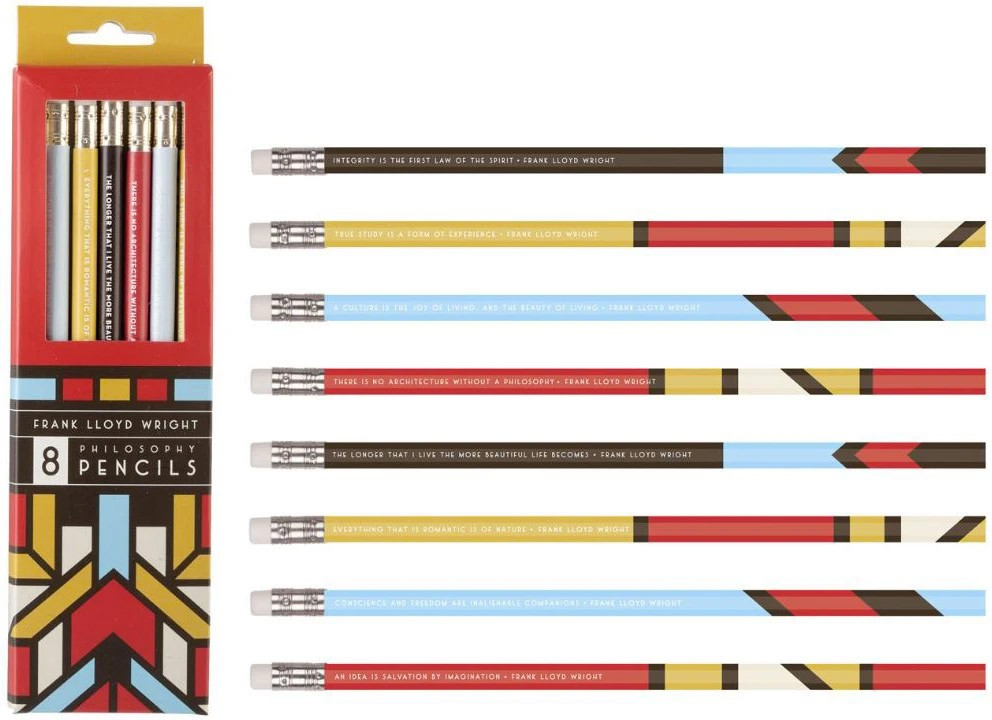 EVERYTHING THAT IS ROMANTIC IS OF
THE LONGER THAT I LIVE THE MORE BEAU
THERE IS NO ARCHITECTURE WITHOUT A
FRANK LLOYD WRIGHT
8 PHILOSOPHY
PENCILS
INTEGRITY IS THE FIRST LAW OF THE SPIRIT • FRANK LLOYD WRIGHT
TRUE STUDY IS A FORM OF EXPERIENCE • FRANK LLOYD WRIGHT
A CULTURE IS THE JOY OF LIVING, AND THE BEAUTY OF LIVING • FRANK LLOYD WRIGHT
THERE IS NO ARCHITECTURE WITHOUT A PHILOSOPHY • FRANK LLOYD WRIGHT
THE LONGER THAT I LIVE THE MORE BEAUTIFUL LIFE BECOMES • FRANK LLOYD WRIGHT
EVERYTHING THAT IS ROMANTIC IS OF NATURE • FRANK LLOYD WRIGHT
CONSCIENCE AND FREEDOM ARE INALIENABLE COMPANIONS • FRANK LLOYD WRIGHT
AN IDEA IS SALVATION BY IMAGINATION • FRANK LLOYD WRIGHT